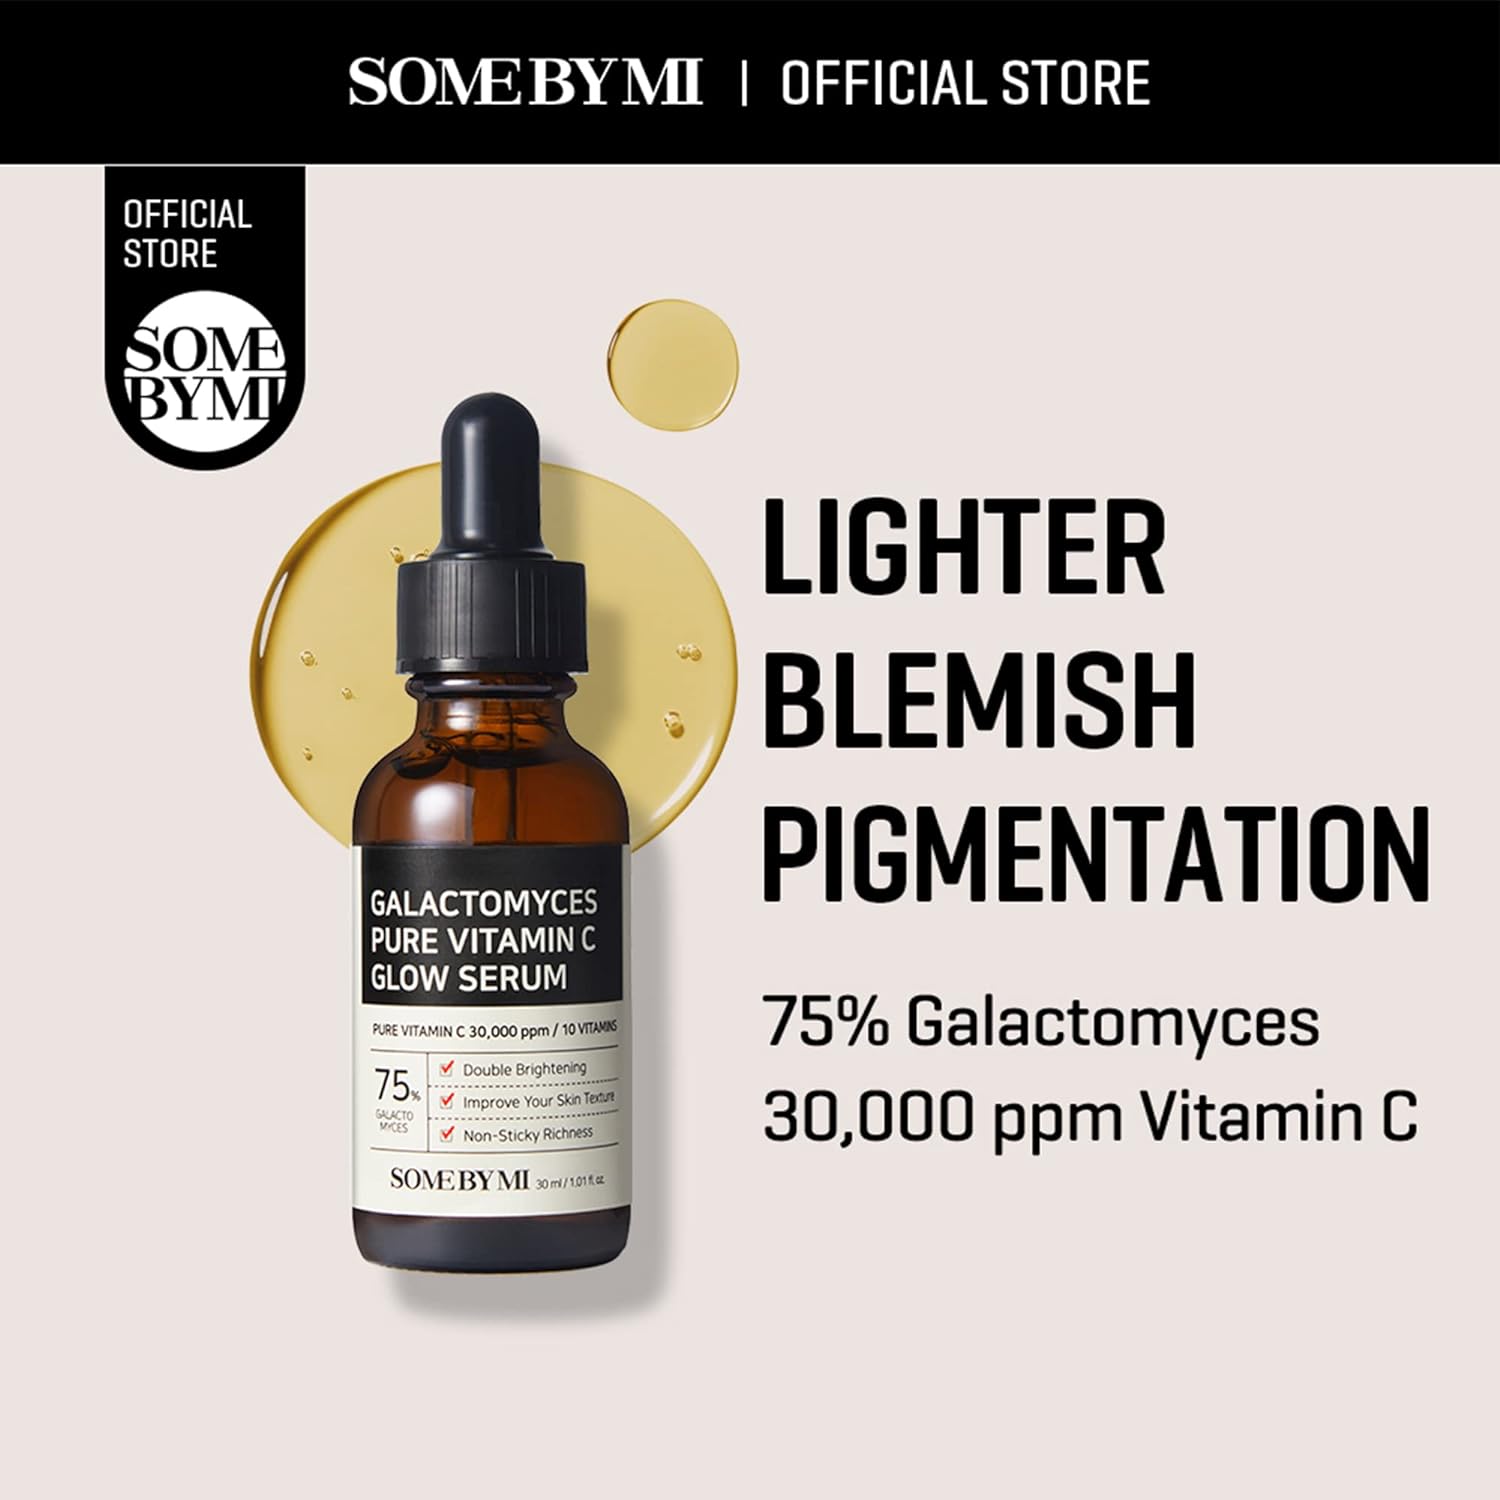 SOME BY MI | OFFICIAL STORE
OFFICIAL
STORE
SOME
BYMI
LIGHTER
BLEMISH
PIGMENTATION
75% Galactomyces
30,000 ppm Vitamin C
GALACTOMYCES
PURE VITAMIN C
GLOW SERUM
PURE VITAMIN C 30,000 ppm / 10 VITAMINS
75%
GALACTO
MYCES
Double Brightening
Improve Your Skin Texture
Non-Sticky Richness
SOME BY MI 30 ml / 1.01 fl. oz.